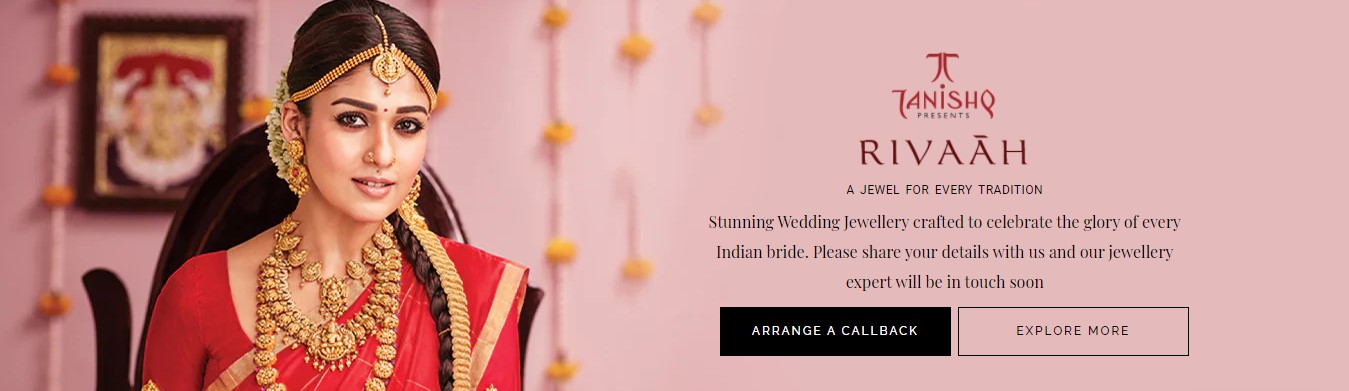 TANISHQ
PRESENTS
RIVAĀH
A JEWEL FOR EVERY TRADITION
Stunning Wedding Jewellery crafted to celebrate the glory of every
Indian bride. Please share your details with us and our jewellery
expert will be in touch soon
ARRANGE A CALLBACK
EXPLORE MORE